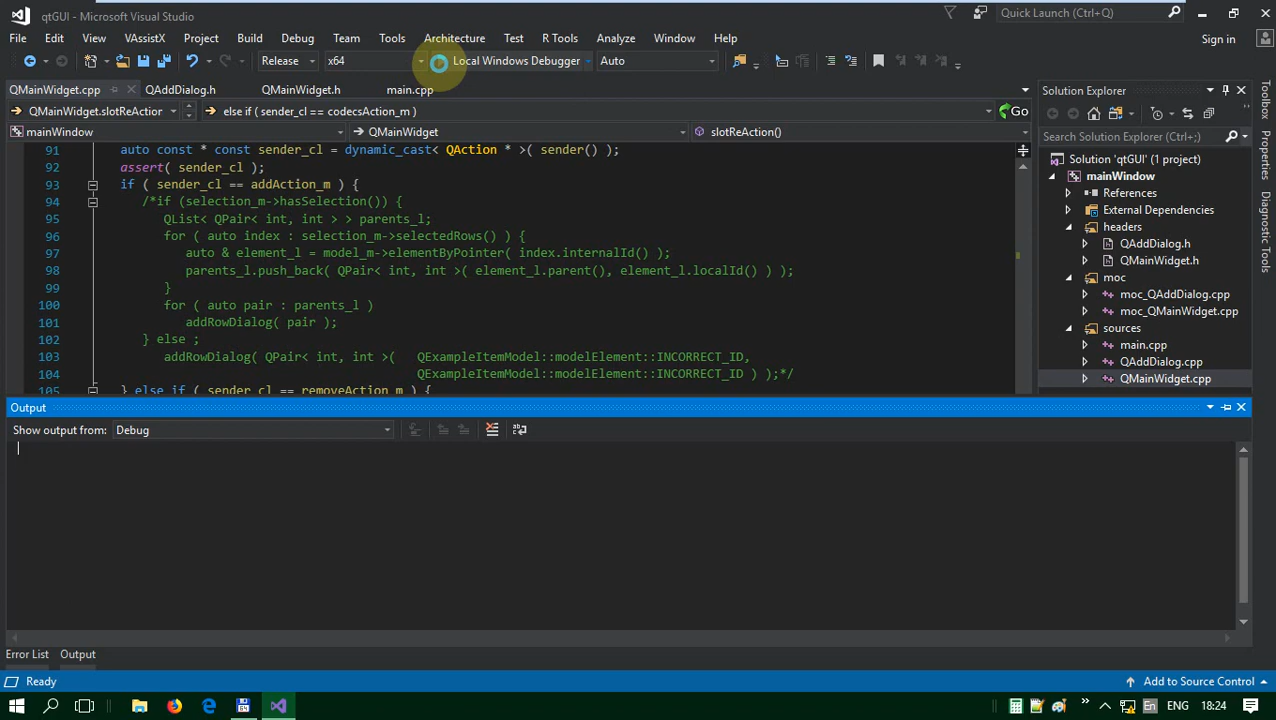 qtGUI - Microsoft Visual Studio
Quick Launch (Ctrl+;)
File Edit View VAssistX Project Build Debug Team Tools Architecture Test R Tools Analyze Window Help
Sign in
Release x64 Local Windows Debugger Auto
QMainWidget.cpp QAddDialog.h QMainWidget.h main.cpp
QMainWidget.slotReAction else if ( sender_cl == codecsAction_m ) Go
mainWindow QMainWidget slotReAction()
91 auto const * const sender_cl = dynamic_cast< QAction * >( sender() );
92 assert( sender_cl );
93 if ( sender_cl == addAction_m ) {
94 /*if (selection_m->hasSelection()) {
95 QList< QPair< int, int > > parents_l;
96 for ( auto index : selection_m->selectedRows() ) {
97 auto & element_l = model_m->elementByPointer( index.internalId() );
98 parents_l.push_back( QPair< int, int >( element_l.parent(), element_l.localId() ) );
99 }
100 for ( auto pair : parents_l )
101 addRowDialog( pair );
102 } else ;
103 addRowDialog( QPair< int, int >( QExampleItemModel::modelElement::INCORRECT_ID,
104 QExampleItemModel::modelElement::INCORRECT_ID ) );*/
105 } else if ( sender_cl == removeAction_m ) {
Solution Explorer
Search Solution Explorer (Ctrl+;)
Solution 'qtGUI' (1 project)
mainWindow
References
External Dependencies
headers
QAddDialog.h
QMainWidget.h
moc
moc_QAddDialog.cpp
moc_QMainWidget.cpp
sources
main.cpp
QAddDialog.cpp
QMainWidget.cpp
Toolbox
Properties
Diagnostic Tools
Output
Show output from: Debug
Error List Output
Ready
Add to Source Control
64
En ENG 18:24